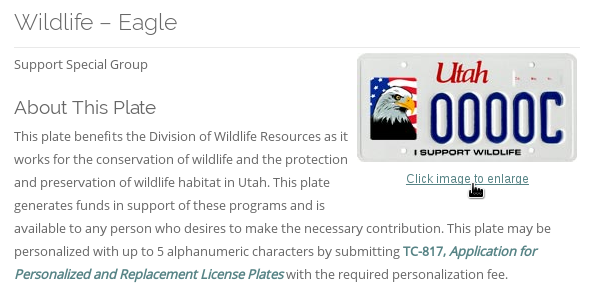 Wildlife – Eagle
Support Special Group
Utah
0000C
I SUPPORT WILDLIFE
Click image to enlarge
About This Plate
This plate benefits the Division of Wildlife Resources as it
works for the conservation of wildlife and the protection
and preservation of wildlife habitat in Utah. This plate
generates funds in support of these programs and is
available to any person who desires to make the necessary contribution. This plate may be
personalized with up to 5 alphanumeric characters by submitting TC-817, Application for
Personalized and Replacement License Plates with the required personalization fee.